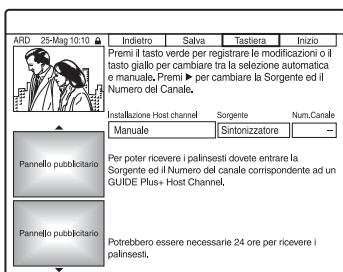 ARD 25-Mag 10:10 Indietro Salva Tastiera Inizio
Premi il tasto verde per registrare le modificazioni o il
tasto giallo per cambiare tra la selezione automatica
e manuale. Premi ▶ per cambiare la Sorgente ed il
Numero del Canale.
Installazione Host channel Sorgente Num.Canale
Manuale Sintonizzatore –
Pannello pubblicitario
Per poter ricevere i palinsesti dovete entrare la
Sorgente ed il Numero del canale corrispondente ad un
GUIDE Plus+ Host Channel.
Pannello pubblicitario
Potrebbero essere necessarie 24 ore per ricevere i
palinsesti.